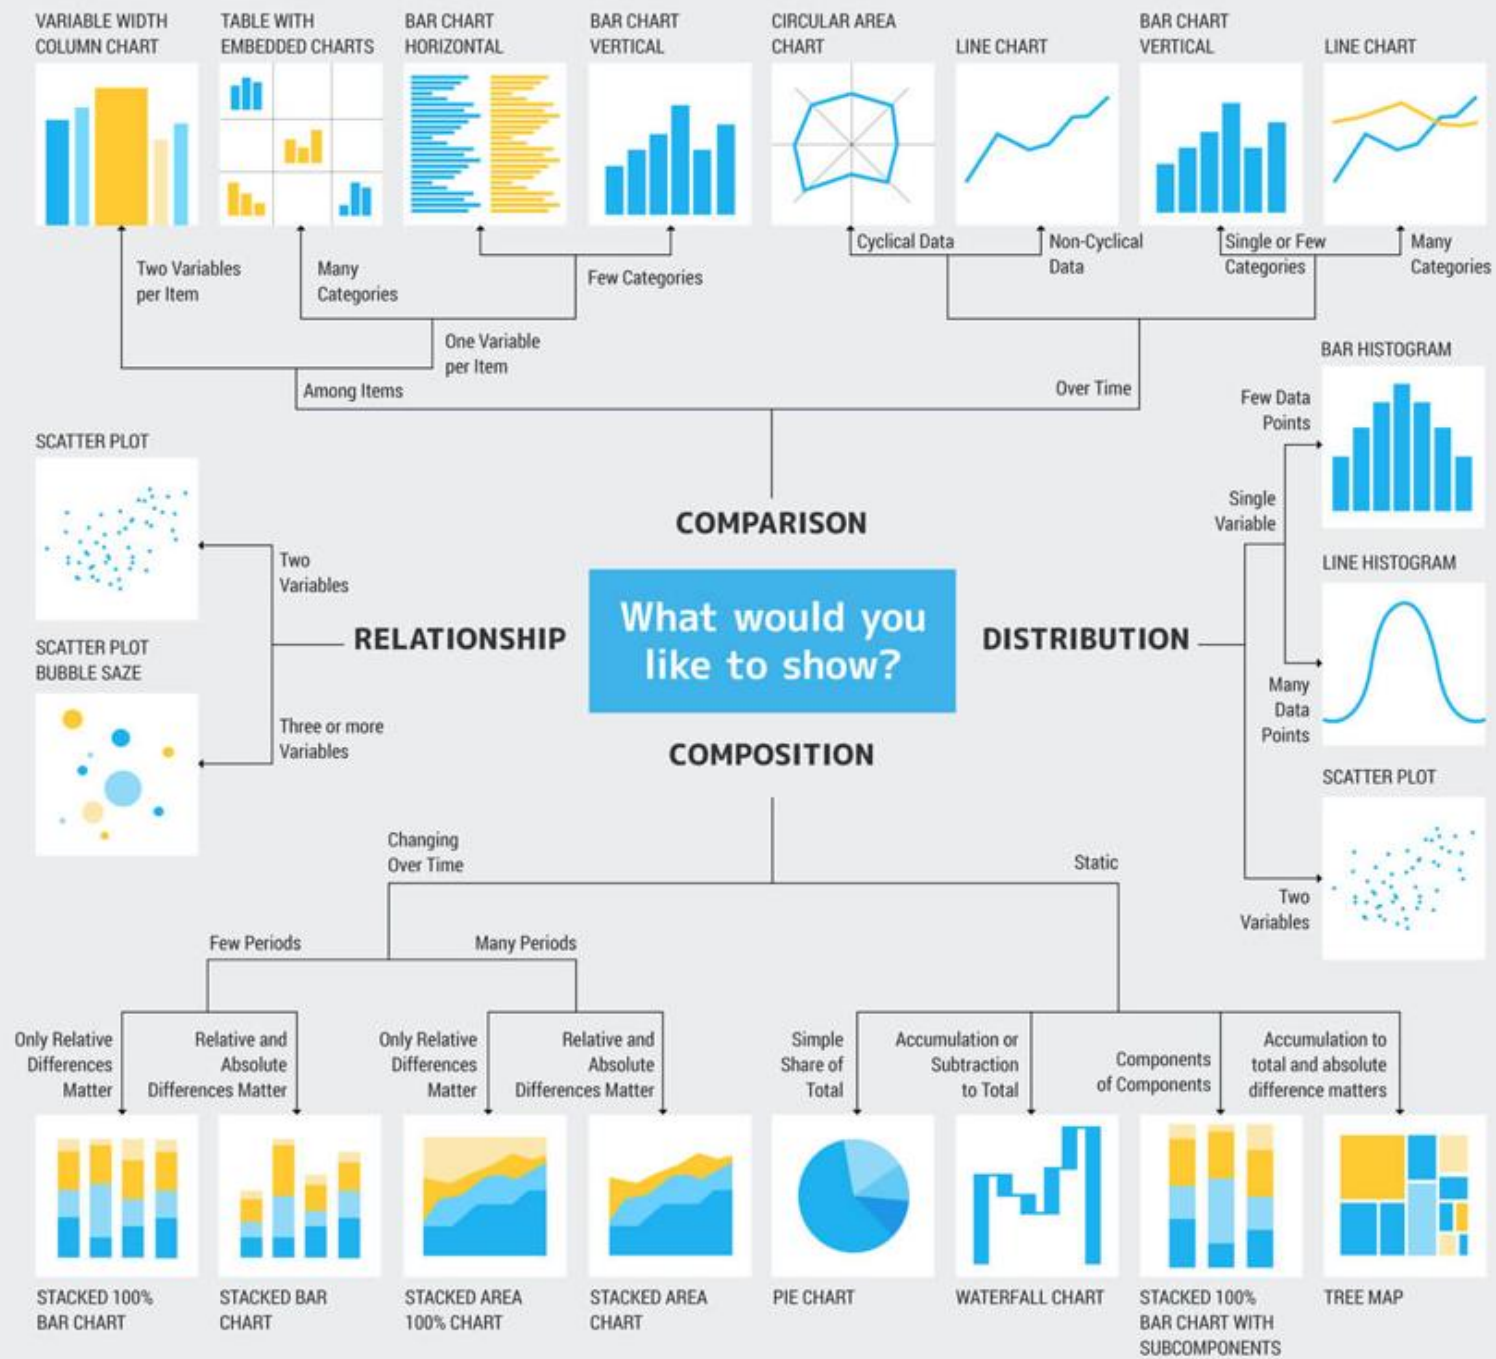 VARIABLE WIDTH
COLUMN CHART
TABLE WITH
EMBEDDED CHARTS
BAR CHART
HORIZONTAL
BAR CHART
VERTICAL
CIRCULAR AREA
CHART
LINE CHART
BAR CHART
VERTICAL
LINE CHART
Two Variables
per Item
Many
Categories
Few Categories
Cyclical Data
Non-Cyclical
Data
Single or Few
Categories
Many
Categories
One Variable
per Item
Among Items
Over Time
SCATTER PLOT
Two
Variables
SCATTER PLOT
BUBBLE SAZE
Three or more
Variables
RELATIONSHIP
COMPARISON
What would you
like to show?
COMPOSITION
DISTRIBUTION
BAR HISTOGRAM
Few Data
Points
Single
Variable
LINE HISTOGRAM
Many
Data
Points
SCATTER PLOT
Two
Variables
Changing
Over Time
Static
Few Periods
Many Periods
Only Relative
Differences
Matter
Relative and
Absolute
Differences Matter
Only Relative
Differences
Matter
Relative and
Absolute
Differences Matter
Simple
Share of
Total
Accumulation or
Subtraction
to Total
Components
of Components
Accumulation to
total and absolute
difference matters
STACKED 100%
BAR CHART
STACKED BAR
CHART
STACKED AREA
100% CHART
STACKED AREA
CHART
PIE CHART
WATERFALL CHART
STACKED 100%
BAR CHART WITH
SUBCOMPONENTS
TREE MAP